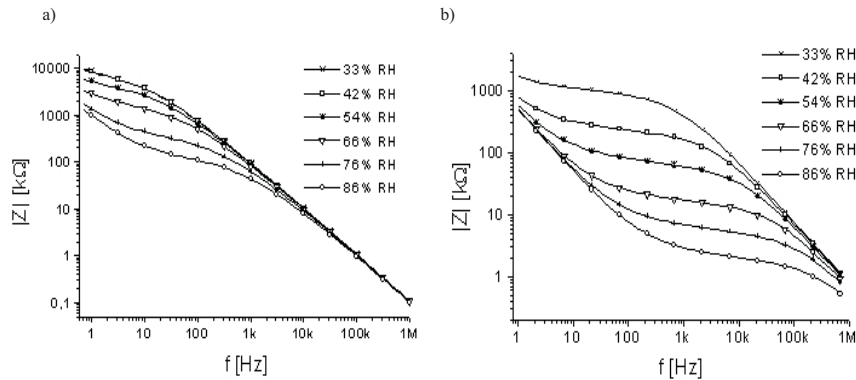 a)
|Z| [kΩ]
10000
1000
100
10
1
0,1
1
10
100
1k
10k
100k
1M
f [Hz]
33% RH
42% RH
54% RH
66% RH
76% RH
86% RH
b)
|Z| [kΩ]
1000
100
10
1
1
10
100
1k
10k
100k
1M
f [Hz]
33% RH
42% RH
54% RH
66% RH
76% RH
86% RH